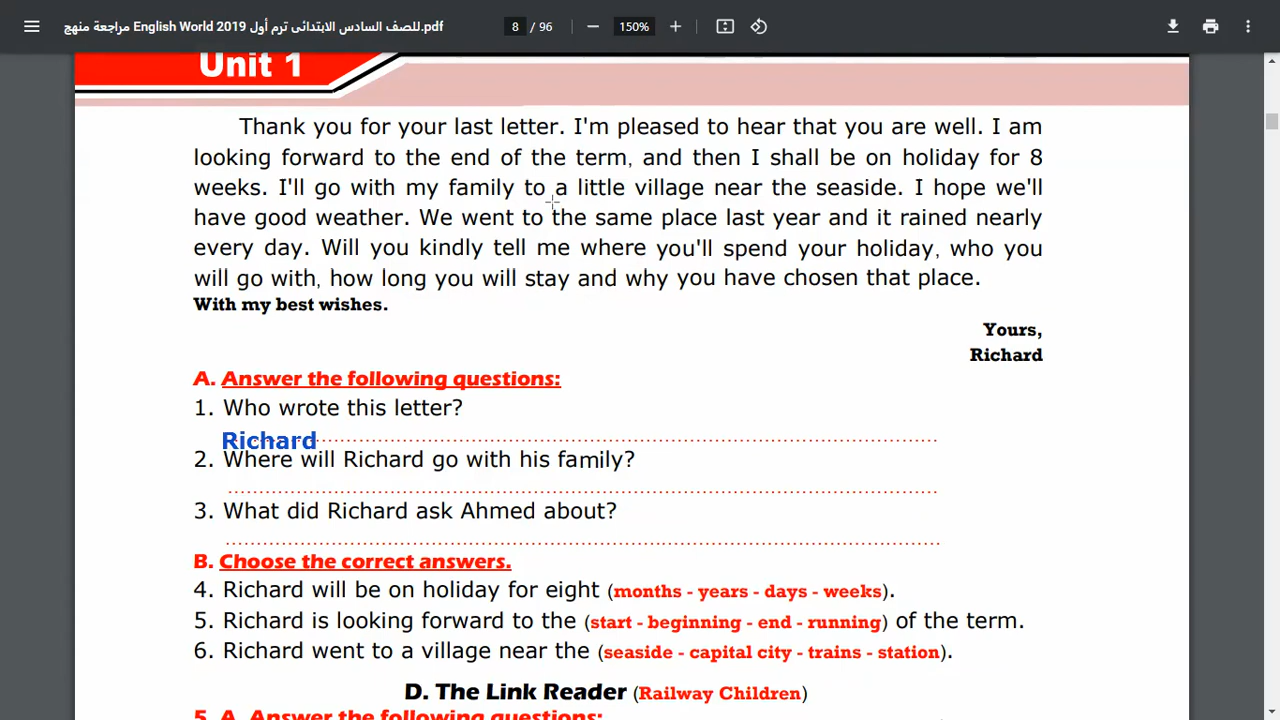 مراجعة منهج English World 2019 للصف السادس الابتدائى ترم أول.pdf
8 / 96
150%
Unit 1
Thank you for your last letter. I'm pleased to hear that you are well. I am
looking forward to the end of the term, and then I shall be on holiday for 8
weeks. I'll go with my family to a little village near the seaside. I hope we'll
have good weather. We went to the same place last year and it rained nearly
every day. Will you kindly tell me where you'll spend your holiday, who you
will go with, how long you will stay and why you have chosen that place.
With my best wishes.
Yours,
Richard
A. Answer the following questions:
1. Who wrote this letter?
Richard
2. Where will Richard go with his family?
3. What did Richard ask Ahmed about?
B. Choose the correct answers.
4. Richard will be on holiday for eight (months - years - days - weeks).
5. Richard is looking forward to the (start - beginning - end - running) of the term.
6. Richard went to a village near the (seaside - capital city - trains - station).
D. The Link Reader (Railway Children)
5. A. Answer the following questions: